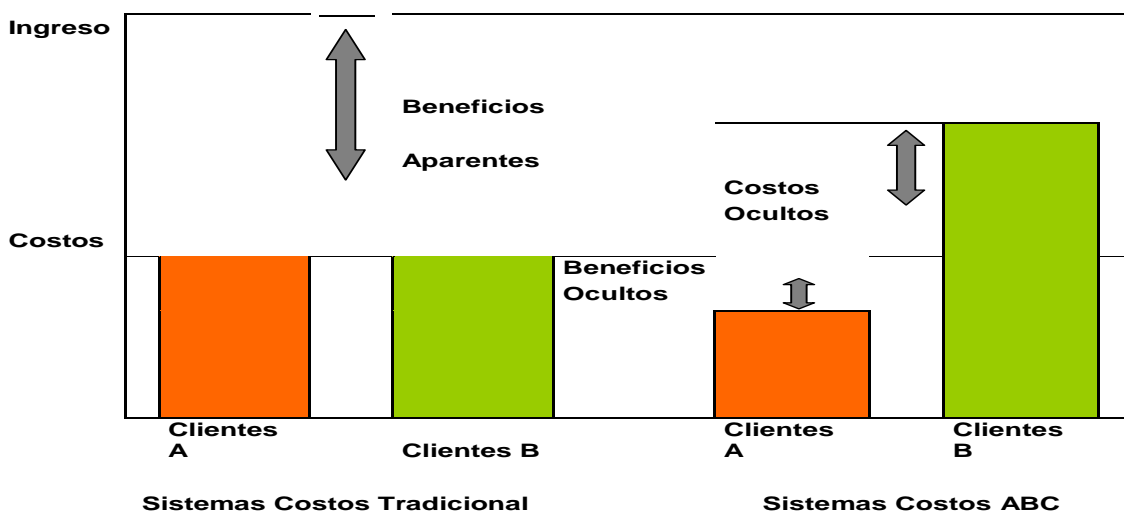 Ingreso
Beneficios
Aparentes
Costos
Ocultos
Costos
Beneficios
Ocultos
Clientes
A
Clientes B
Clientes
A
Clientes
B
Sistemas Costos Tradicional
Sistemas Costos ABC